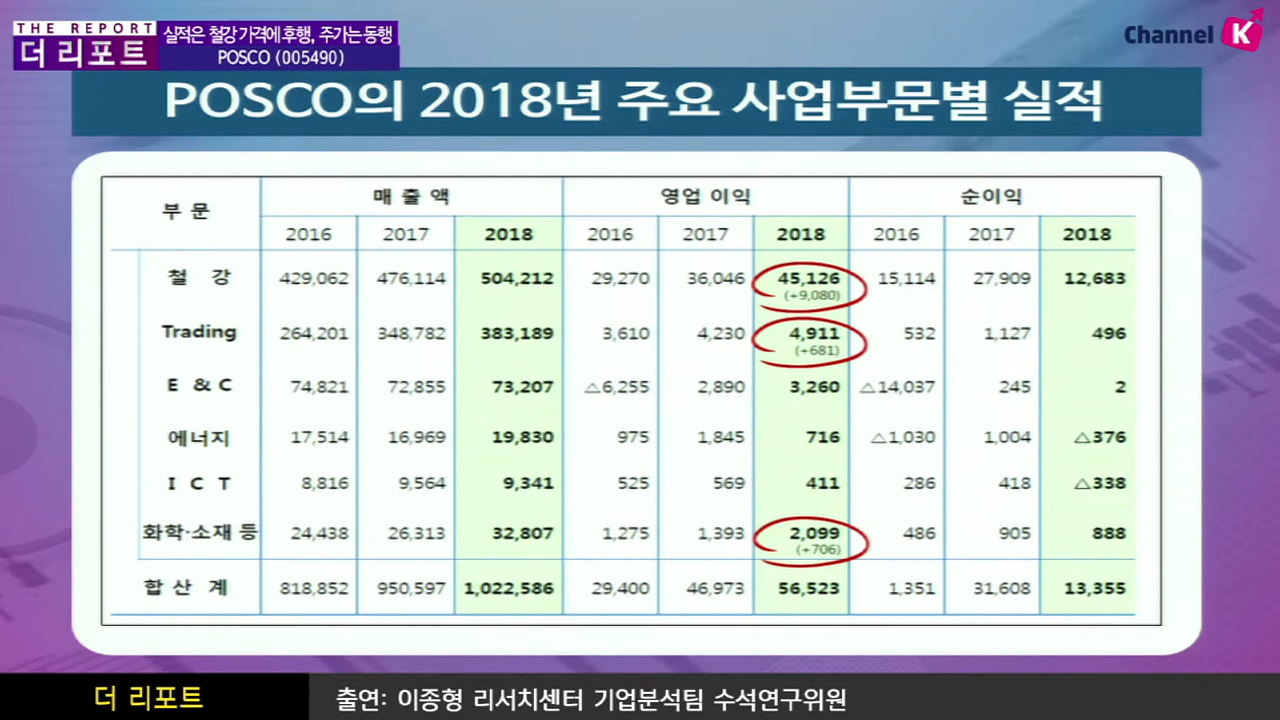 THE REPORT
더 리포트
실적은 철강 가격에 후행, 주가는 동행
POSCO (005490)
Channel K
POSCO의 2018년 주요 사업부문별 실적
부 문 매 출 액 영업 이익 순이익
2016 2017 2018 2016 2017 2018 2016 2017 2018
철 강 429,062 476,114 504,212 29,270 36,046 45,126 15,114 27,909 12,683
(+9,080)
Trading 264,201 348,782 383,189 3,610 4,230 4,911 532 1,127 496
(+681)
E & C 74,821 72,855 73,207 △6,255 2,890 3,260 △14,037 245 2
에너지 17,514 16,969 19,830 975 1,845 716 △1,030 1,004 △376
I C T 8,816 9,564 9,341 525 569 411 286 418 △338
화학·소재 등 24,438 26,313 32,807 1,275 1,393 2,099 486 905 888
(+706)
합 산 계 818,852 950,597 1,022,586 29,400 46,973 56,523 1,351 31,608 13,355
더 리포트
출연: 이종형 리서치센터 기업분석팀 수석연구위원